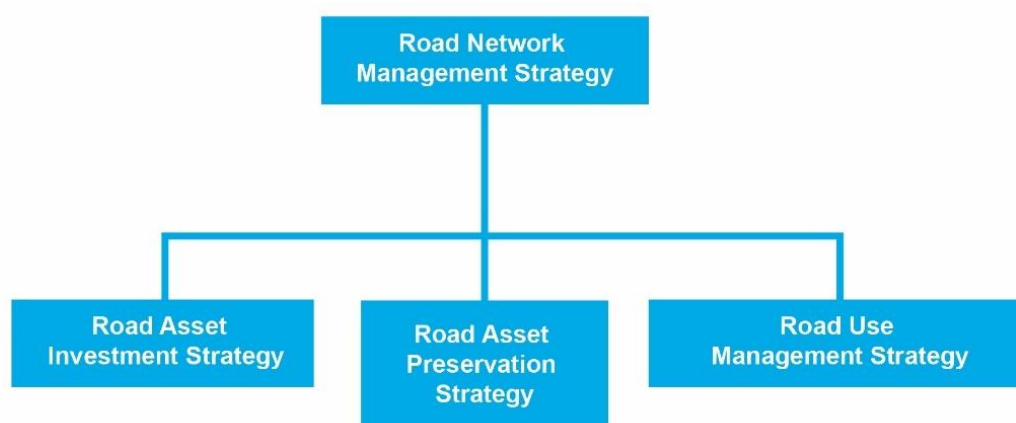 Road Network
Management Strategy
Road Asset
Investment Strategy
Road Asset
Preservation
Strategy
Road Use
Management Strategy